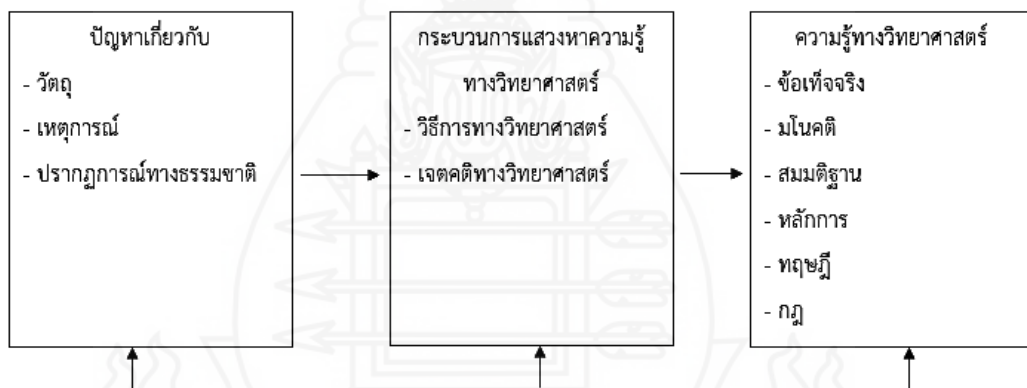 ปัญหาเกี่ยวกับ
- วัตถุ
- เหตุการณ์
- ปรากฏการณ์ทางธรรมชาติ
กระบวนการแสวงหาความรู้
ทางวิทยาศาสตร์
- วิธีการทางวิทยาศาสตร์
- เจตคติทางวิทยาศาสตร์
ความรู้ทางวิทยาศาสตร์
- ข้อเท็จจริง
- มโนคติ
- สมมติฐาน
- หลักการ
- ทฤษฎี
- กฎ